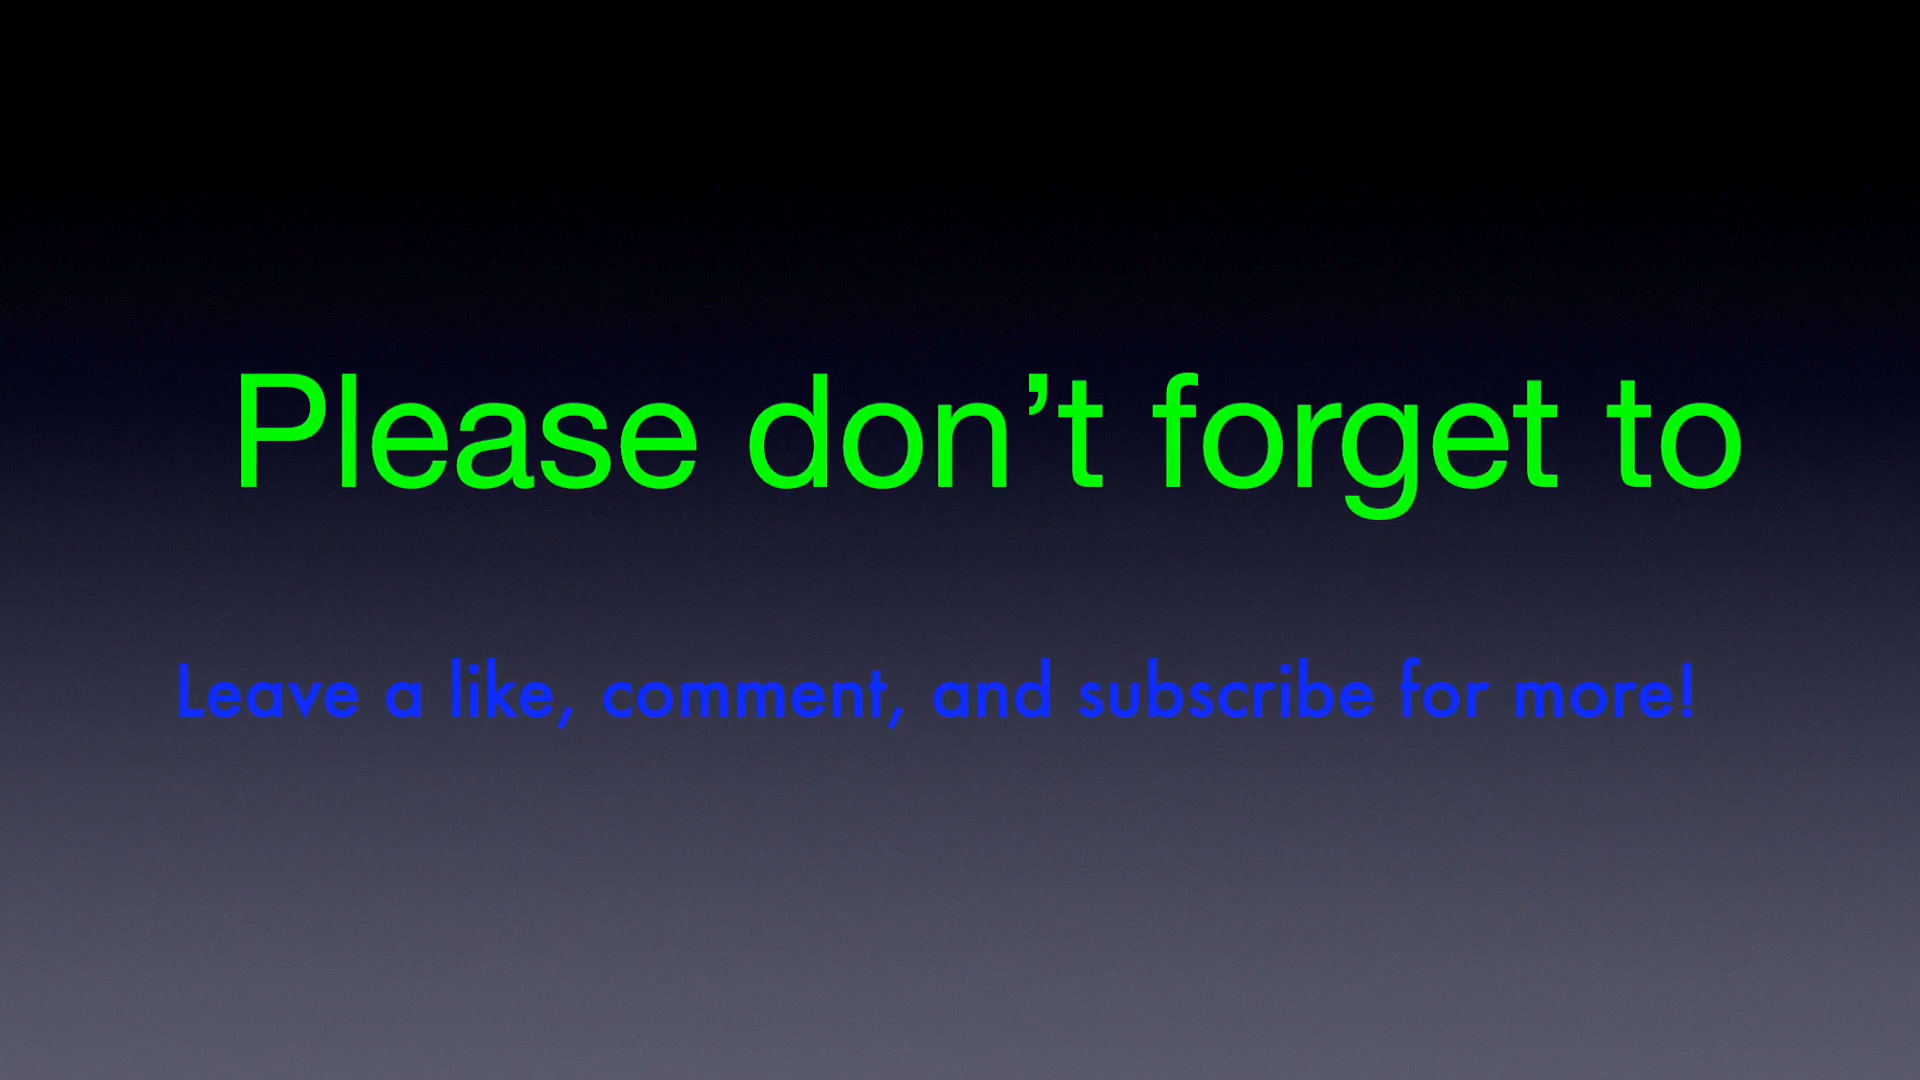 Please don’t forget to
Leave a like, comment, and subscribe for more!